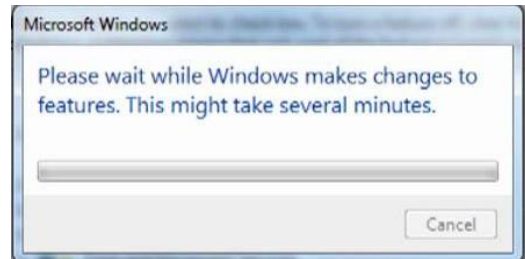 Microsoft Windows
Please wait while Windows makes changes to
features. This might take several minutes.
Cancel